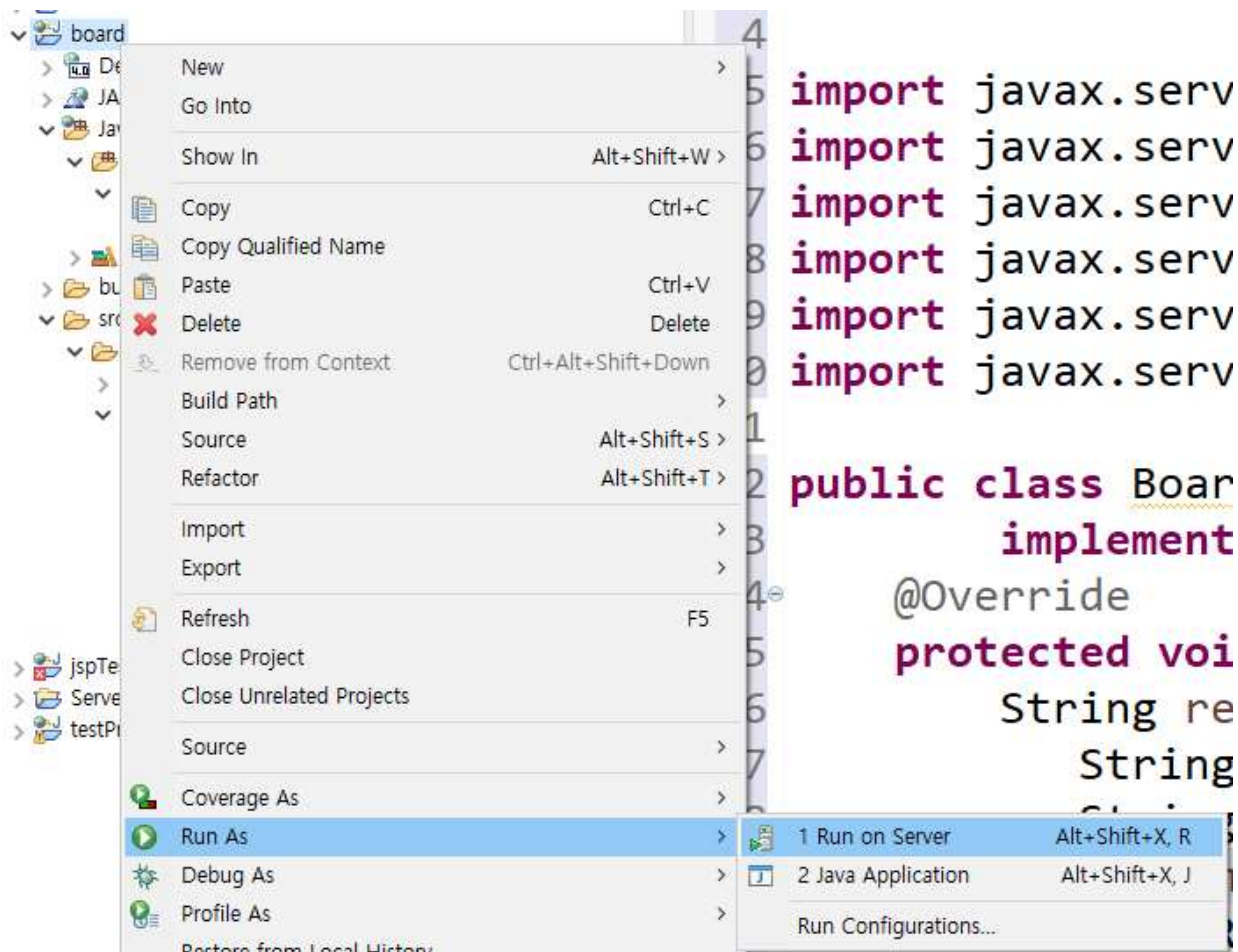 board
New
Go Into
Show In Alt+Shift+W >
Copy Ctrl+C
Copy Qualified Name
Paste Ctrl+V
Delete Delete
Remove from Context Ctrl+Alt+Shift+Down
Build Path >
Source Alt+Shift+S >
Refactor Alt+Shift+T >
Import >
Export >
Refresh F5
Close Project
Close Unrelated Projects
Source >
Coverage As >
Run As >
Debug As >
Profile As >
Restore from Local History
1 Run on Server Alt+Shift+X, R
2 Java Application Alt+Shift+X, J
Run Configurations...
De
JA
Jav
bu
src
jspTe
Serve
testPr
4
5 import javax.serv
6 import javax.serv
7 import javax.serv
8 import javax.serv
9 import javax.serv
0 import javax.serv
1
2 public class Boar
3 implement
4 @Override
5 protected voi
6 String re
7 String